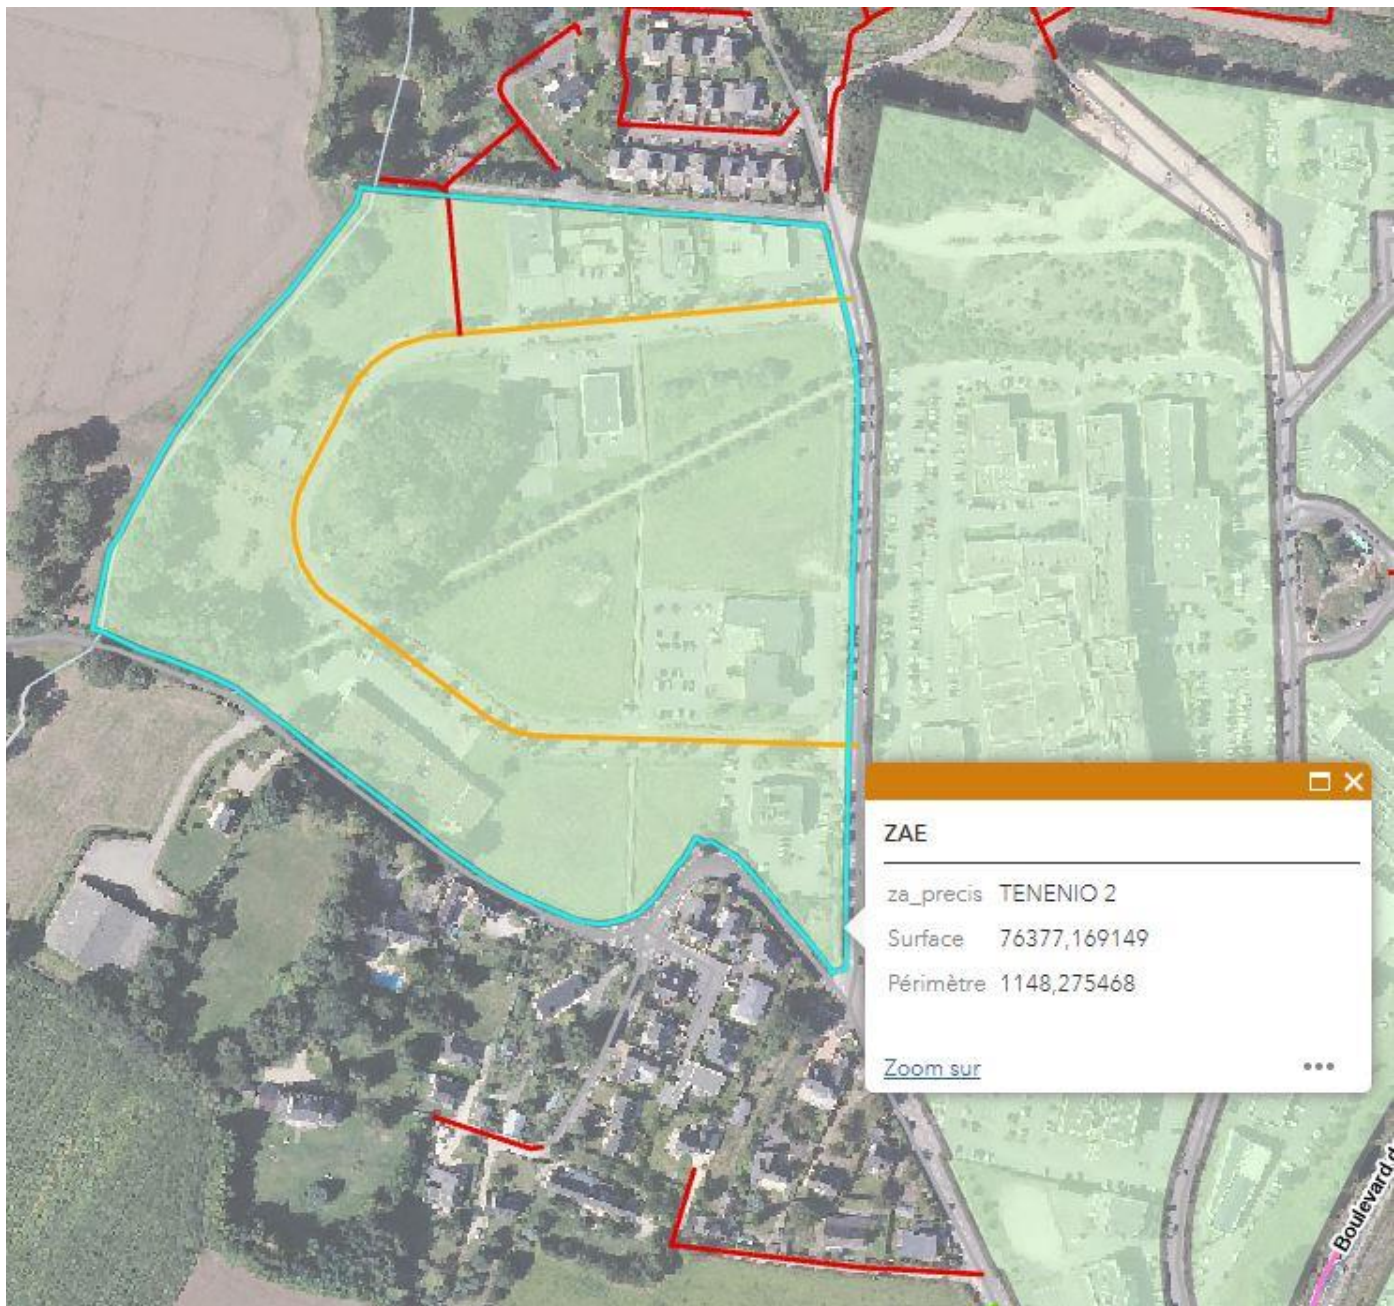 ZAE
za_precis TENENIO 2
Surface 76377,169149
Périmètre 1148,275468
Zoom sur
Boulevard d